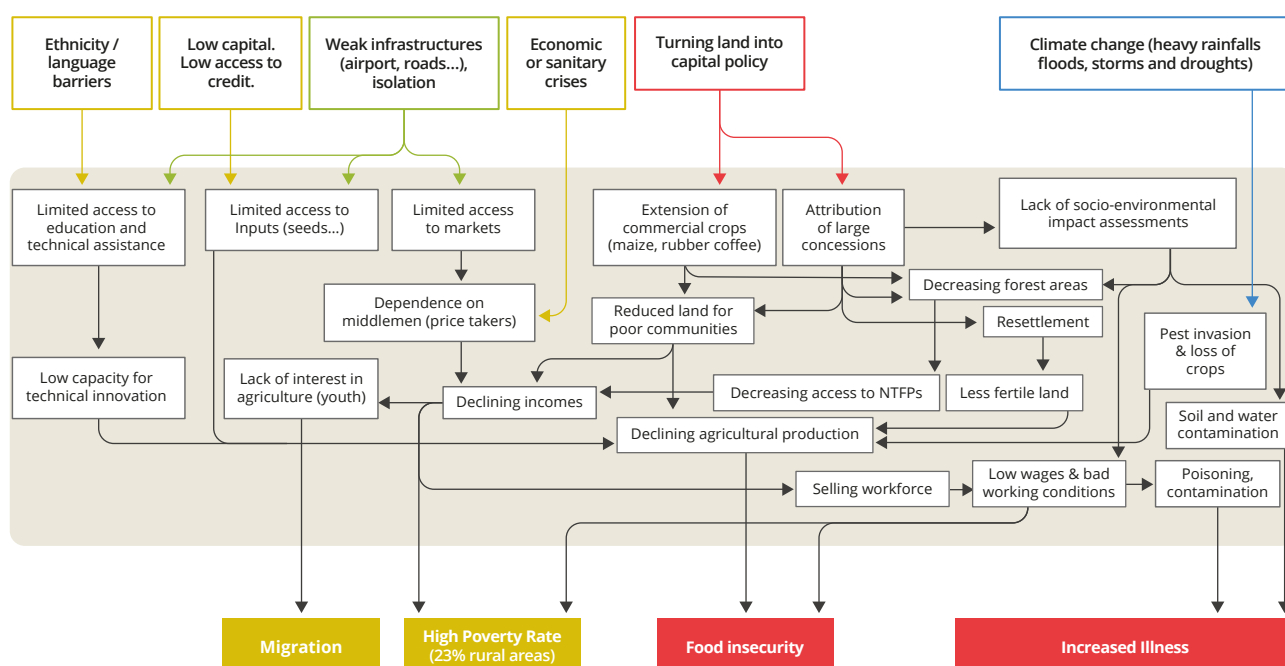 Ethnicity /
language
barriers
Low capital.
Low access to
credit.
Weak infrastructures
(airport, roads...),
isolation
Economic
or sanitary
crises
Turning land into
capital policy
Climate change (heavy rainfalls
floods, storms and droughts)
Limited access to
education and
technical assistance
Limited access to
Inputs (seeds...)
Limited access
to markets
Extension of
commercial crops
(maize, rubber coffee)
Attribution
of large
concessions
Lack of socio-environmental
impact assessments
Decreasing forest areas
Dependence on
middlemen (price takers)
Reduced land for
poor communities
Resettlement
Pest invasion
& loss of
crops
Low capacity for
technical innovation
Lack of interest in
agriculture (youth)
Declining incomes
Decreasing access to NTFPs
Less fertile land
Soil and water
contamination
Declining agricultural production
Selling workforce
Low wages & bad
working conditions
Poisoning,
contamination
Migration
High Poverty Rate
(23% rural areas)
Food insecurity
Increased Illness